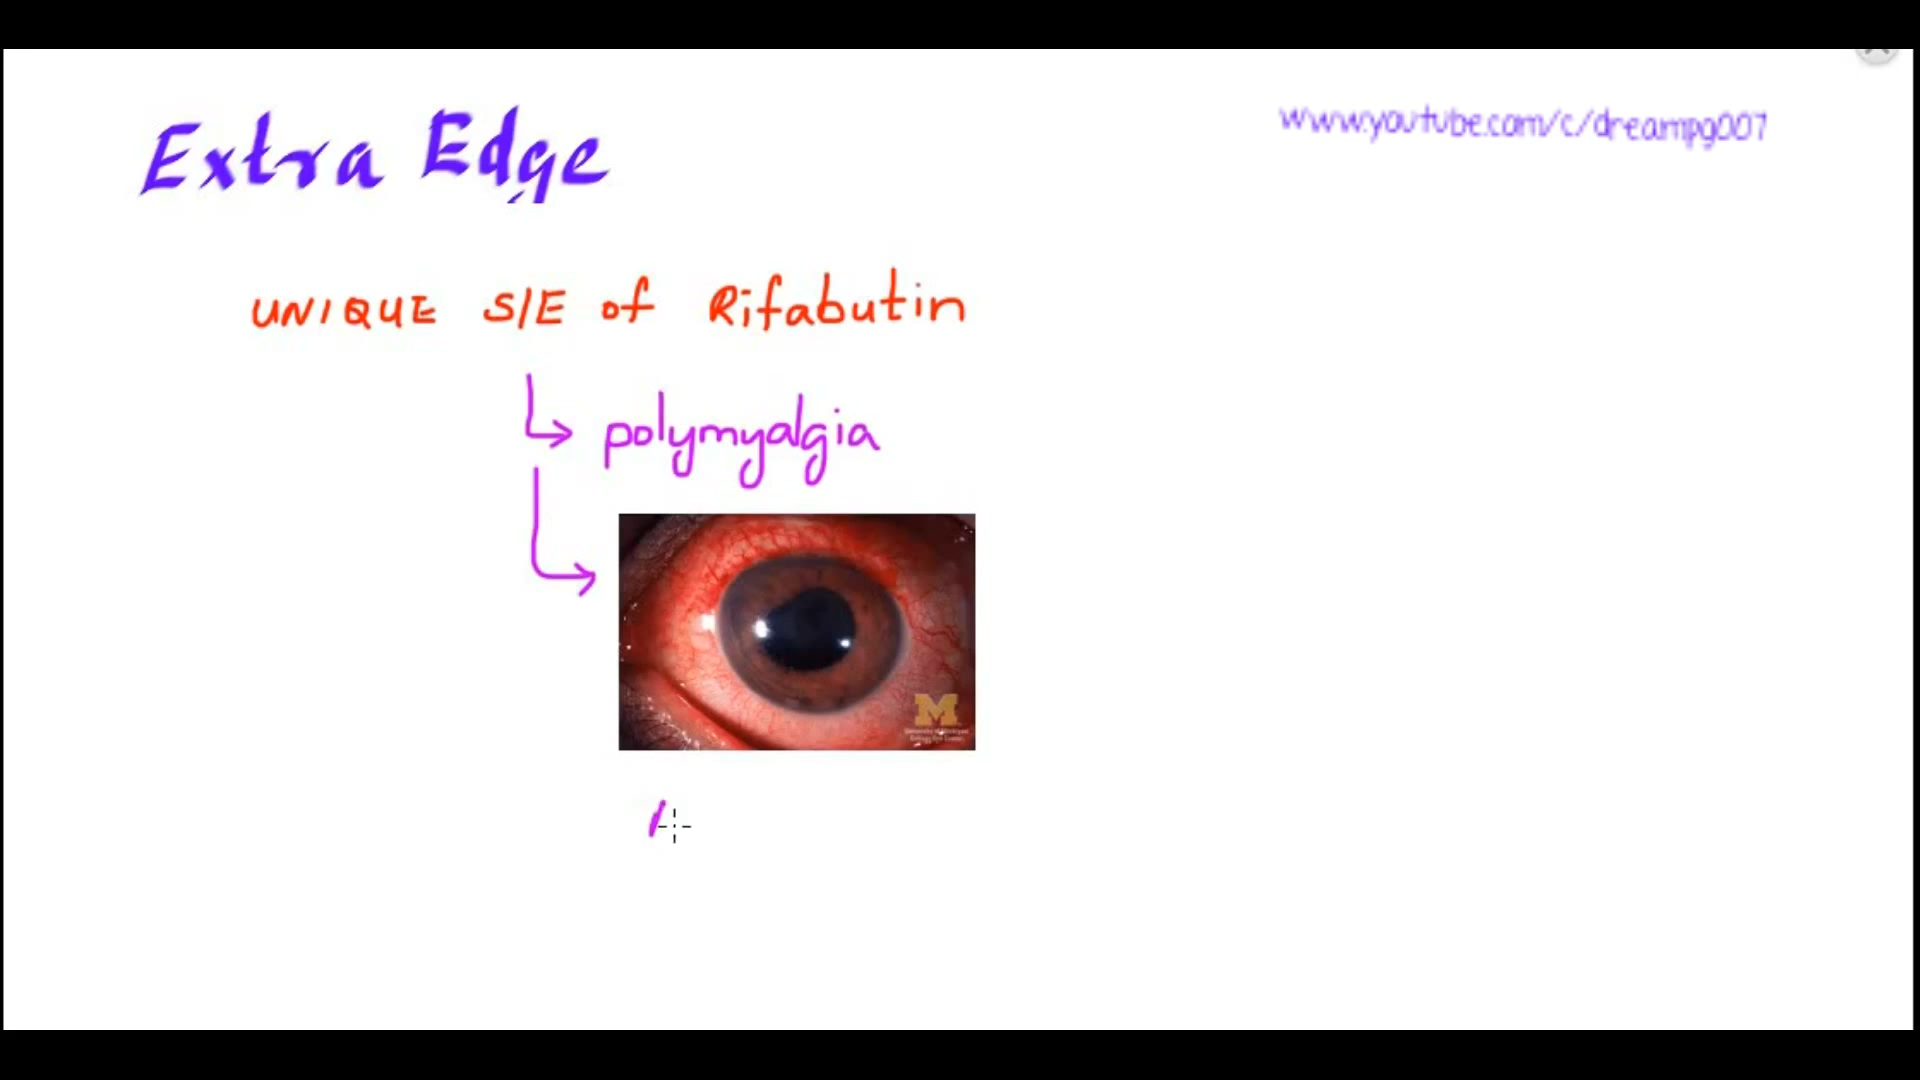 Extra Edge
www.youtube.com/c/dreampg007
UNIQUE S/E of Rifabutin
polymyalgia
M